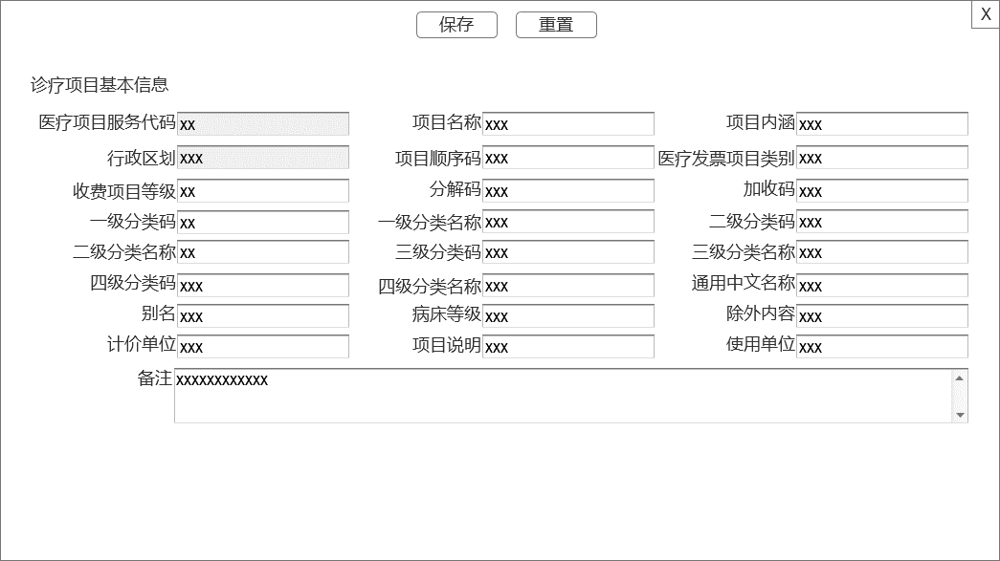 保存 重置 X
诊疗项目基本信息
医疗项目服务代码 xx 项目名称 xxx 项目内涵 xxx
行政区划 xxx 项目顺序码 xxx 医疗发票项目类别 xxx
收费项目等级 xx 分解码 xxx 加收码 xxx
一级分类码 xx 一级分类名称 xxx 二级分类码 xxx
二级分类名称 xx 三级分类码 xxx 三级分类名称 xxx
四级分类码 xxx 四级分类名称 xxx 通用中文名称 xxx
别名 xxx 病床等级 xxx 除外内容 xxx
计价单位 xxx 项目说明 xxx 使用单位 xxx
备注 xxxxxxxxxxxx